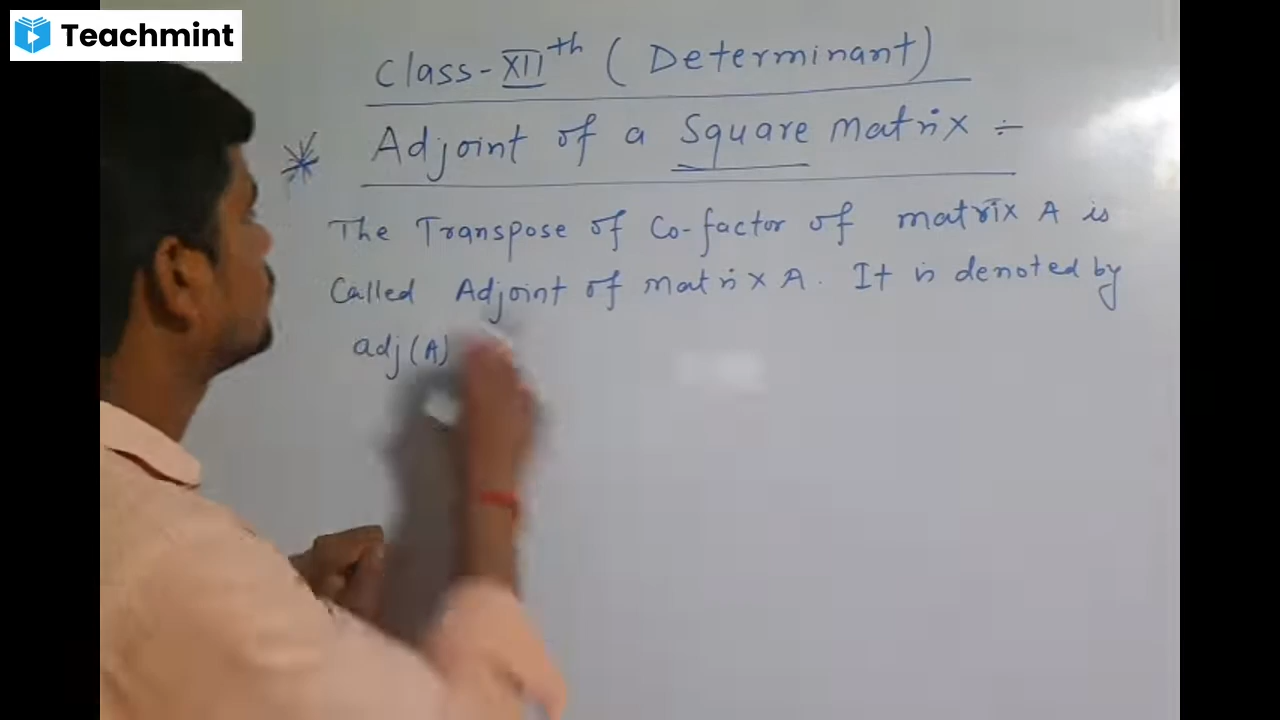 Teachmint
Class-XIIth (Determinant)
* Adjoint of a Square Matrix ÷
The Transpose of Co-factor of matrix A is
Called Adjoint of matrix A. It is denoted by
adj(A)